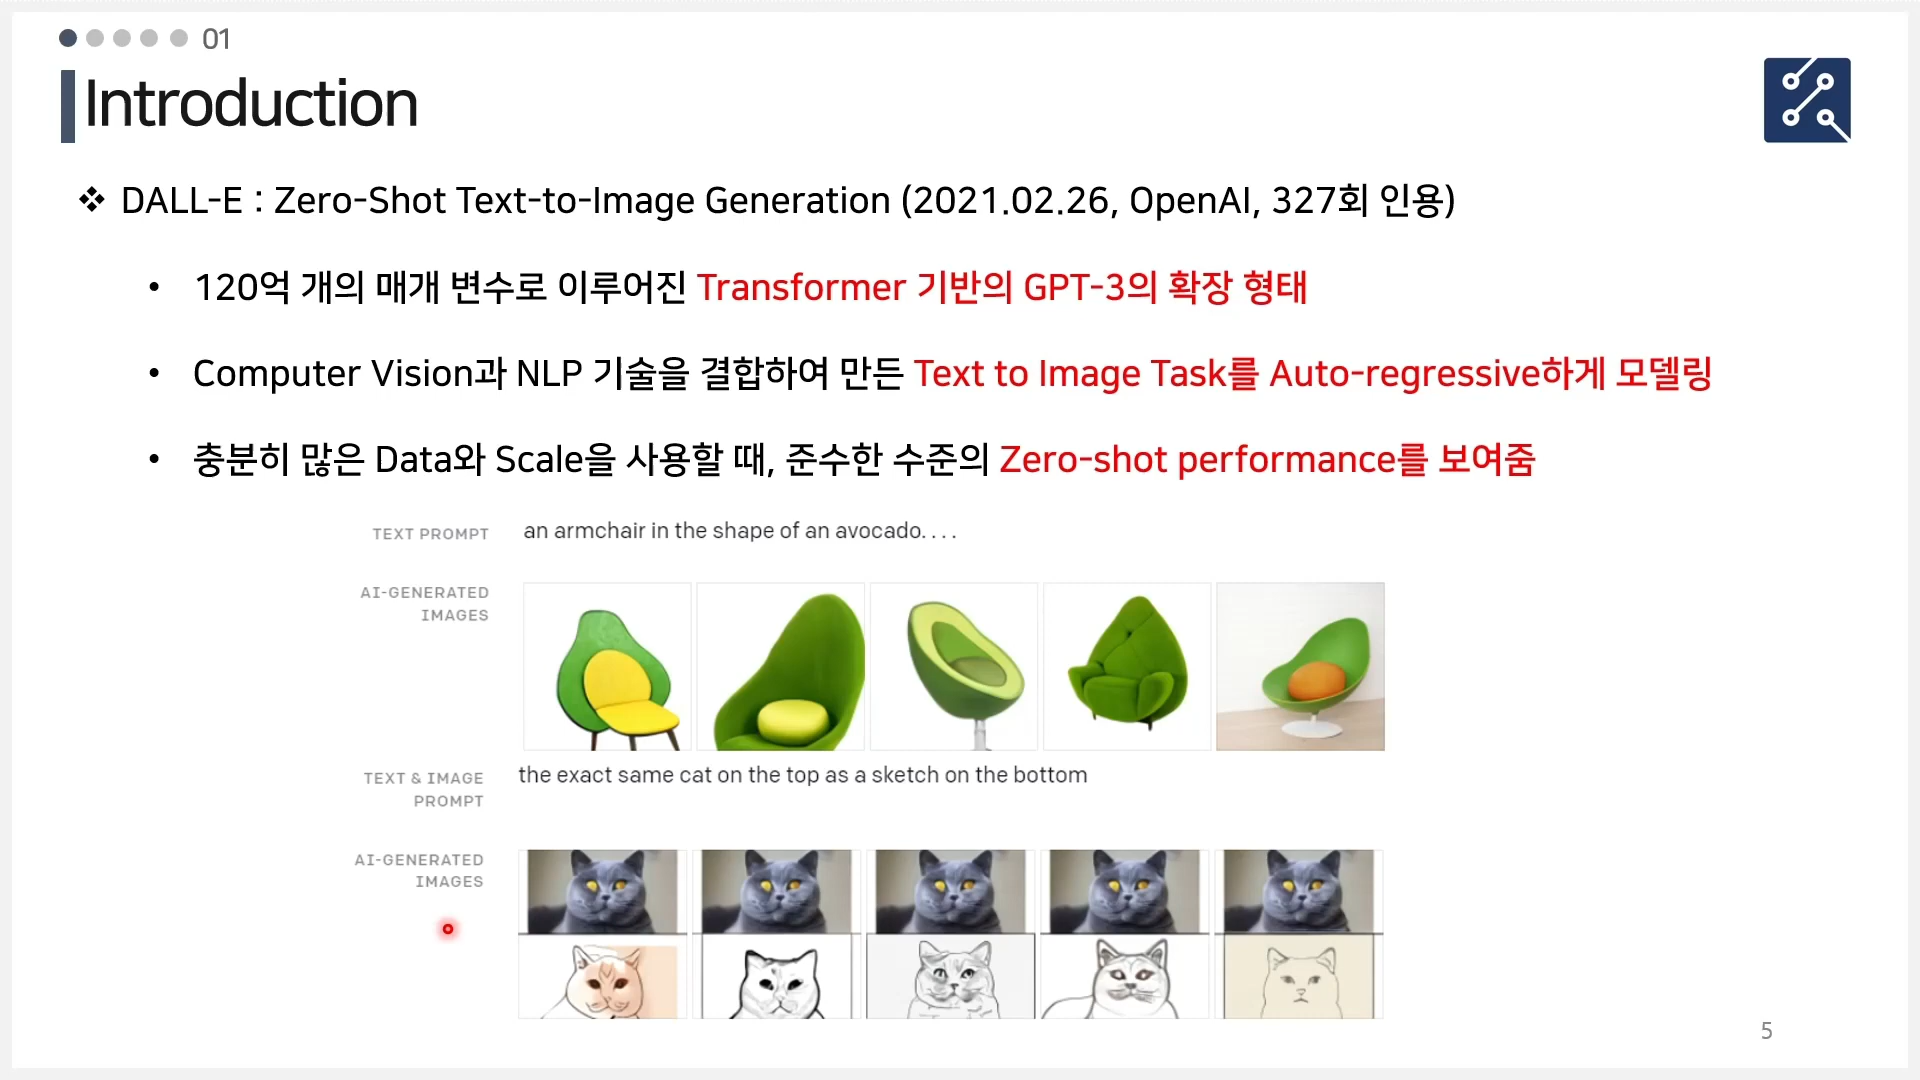 01
Introduction
❖ DALL-E : Zero-Shot Text-to-Image Generation (2021.02.26, OpenAI, 327회 인용)
• 120억 개의 매개 변수로 이루어진 Transformer 기반의 GPT-3의 확장 형태
• Computer Vision과 NLP 기술을 결합하여 만든 Text to Image Task를 Auto-regressive하게 모델링
• 충분히 많은 Data와 Scale을 사용할 때, 준수한 수준의 Zero-shot performance를 보여줌
TEXT PROMPT
an armchair in the shape of an avocado. . . .
AI-GENERATED
IMAGES
TEXT & IMAGE
PROMPT
the exact same cat on the top as a sketch on the bottom
AI-GENERATED
IMAGES
5